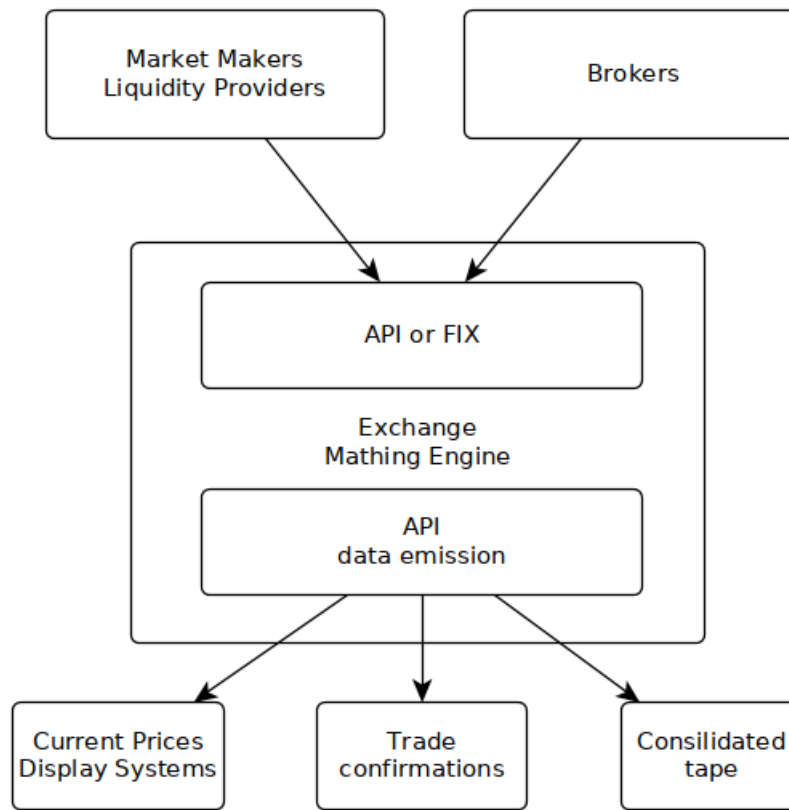 Market Makers
Liquidity Providers
Brokers
API or FIX
Exchange
Mathing Engine
API
data emission
Current Prices
Display Systems
Trade
confirmations
Consilidated
tape